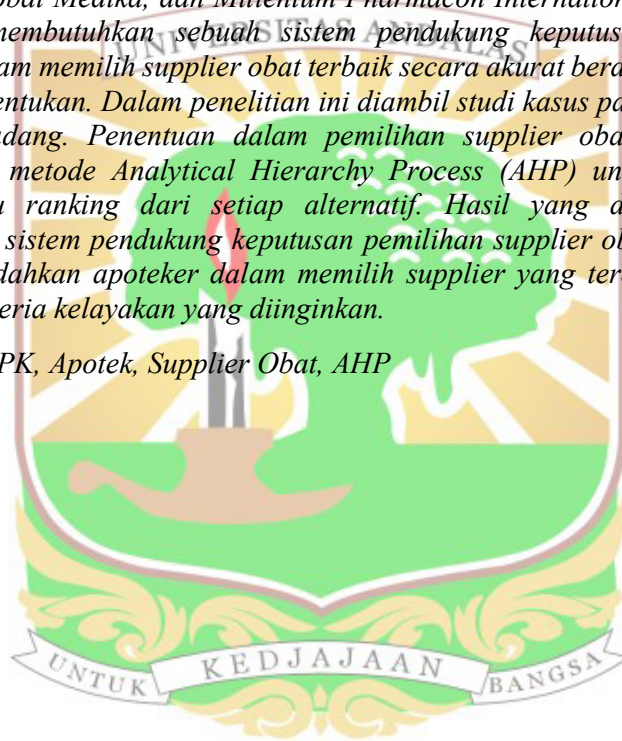 obal Medika, dan Millenium Pharmacon Internation
UNIVERSITAS ANDALAS
membutuhkan sebuah sistem pendukung keputus
am memilih supplier obat terbaik secara akurat bera
entukan. Dalam penelitian ini diambil studi kasus pa
dang. Penentuan dalam pemilihan supplier oba
metode Analytical Hierarchy Process (AHP) un
ranking dari setiap alternatif. Hasil yang d
sistem pendukung keputusan pemilihan supplier ob
dahkan apoteker dalam memilih supplier yang ter
eria kelayakan yang diinginkan.
PK, Apotek, Supplier Obat, AHP
UNTUK KEDJAJAAN BANGSA